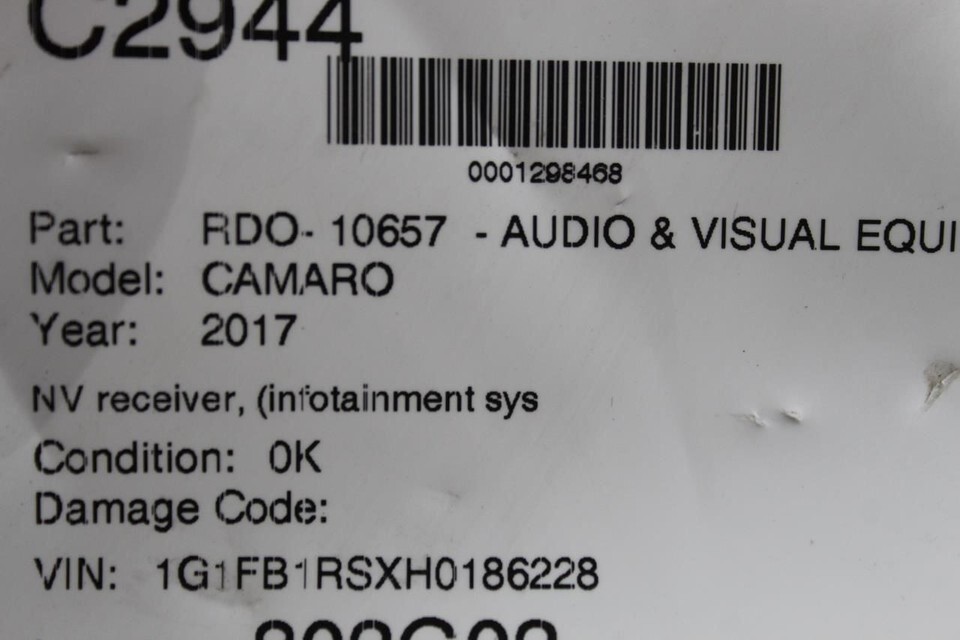 C2944
0001298468
Part: RDO- 10657 - AUDIO & VISUAL EQUI
Model: CAMARO
Year: 2017
NV receiver, (infotainment sys
Condition: 0K
Damage Code:
VIN: 1G1FB1RSXH0186228